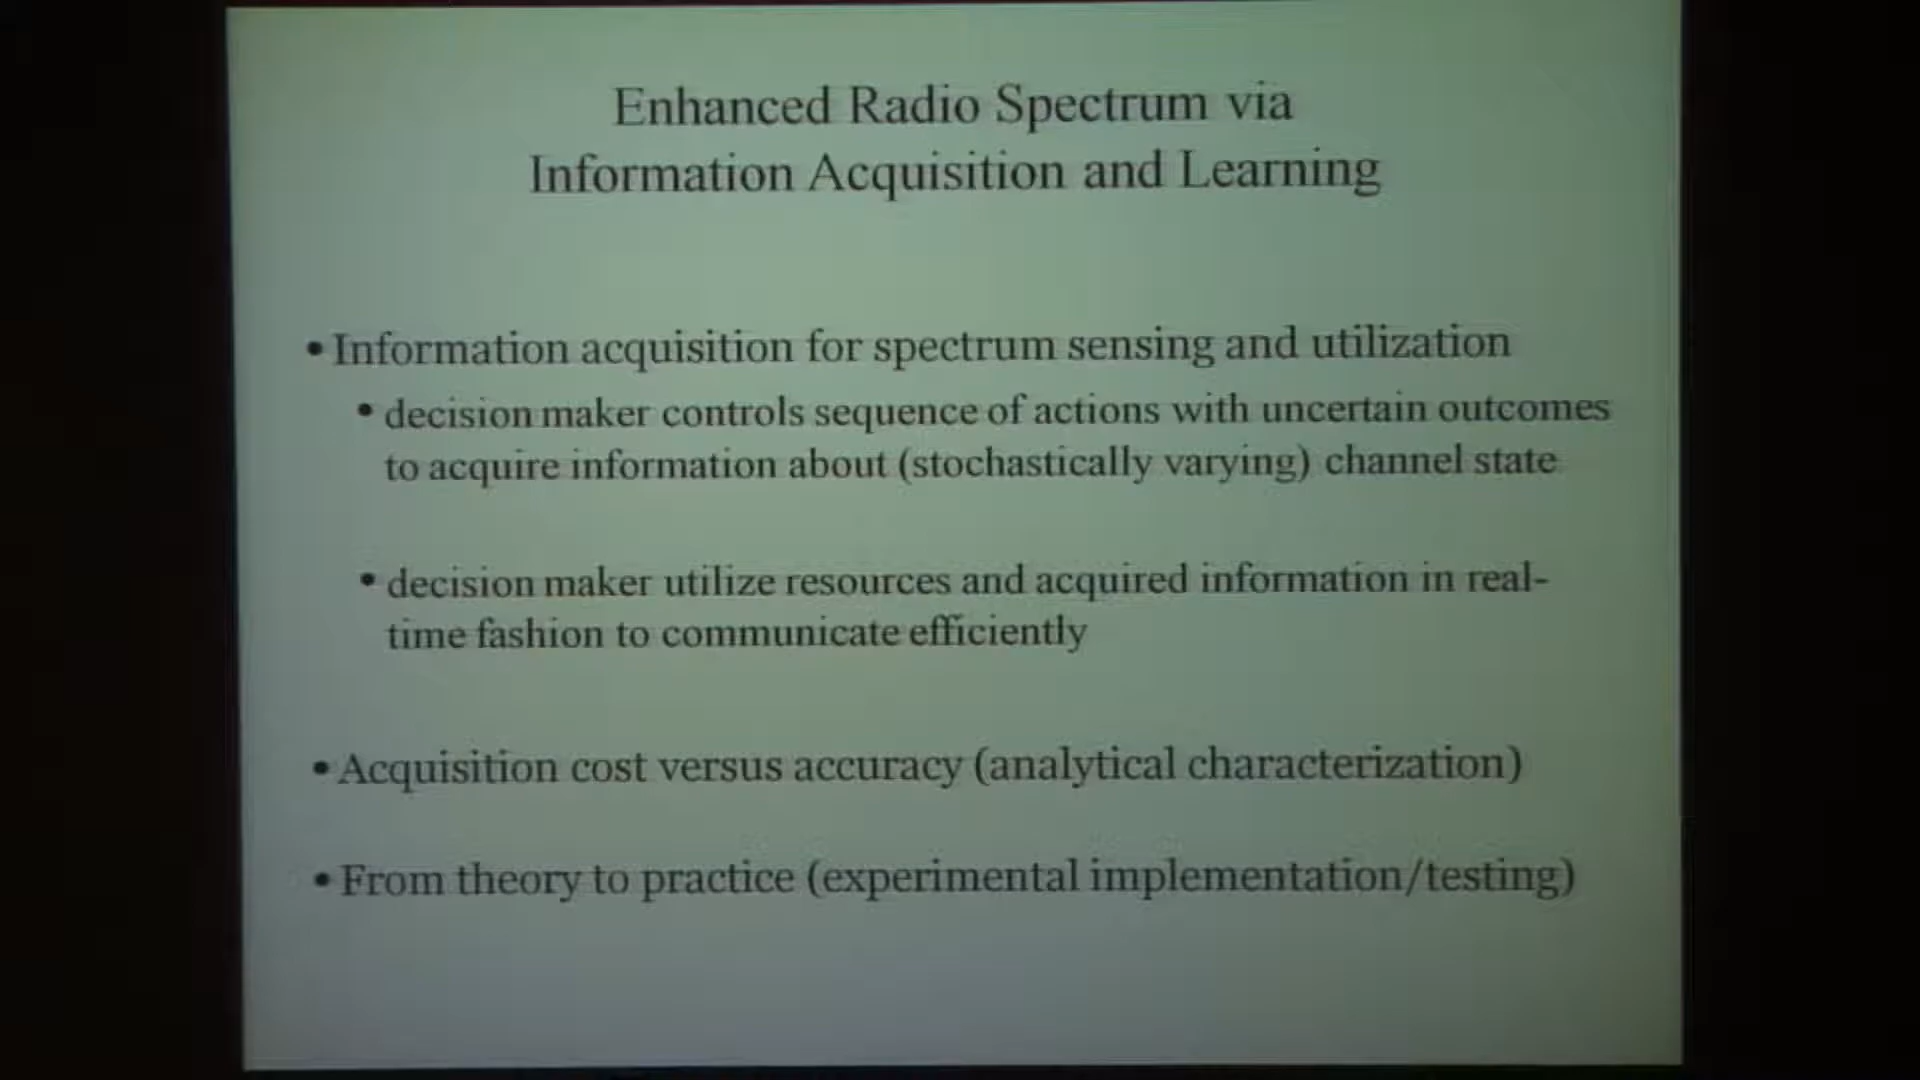 Enhanced Radio Spectrum via
Information Acquisition and Learning
• Information acquisition for spectrum sensing and utilization
• decision maker controls sequence of actions with uncertain outcomes
to acquire information about (stochastically varying) channel state
• decision maker utilize resources and acquired information in real-
time fashion to communicate efficiently
• Acquisition cost versus accuracy (analytical characterization)
• From theory to practice (experimental implementation/testing)